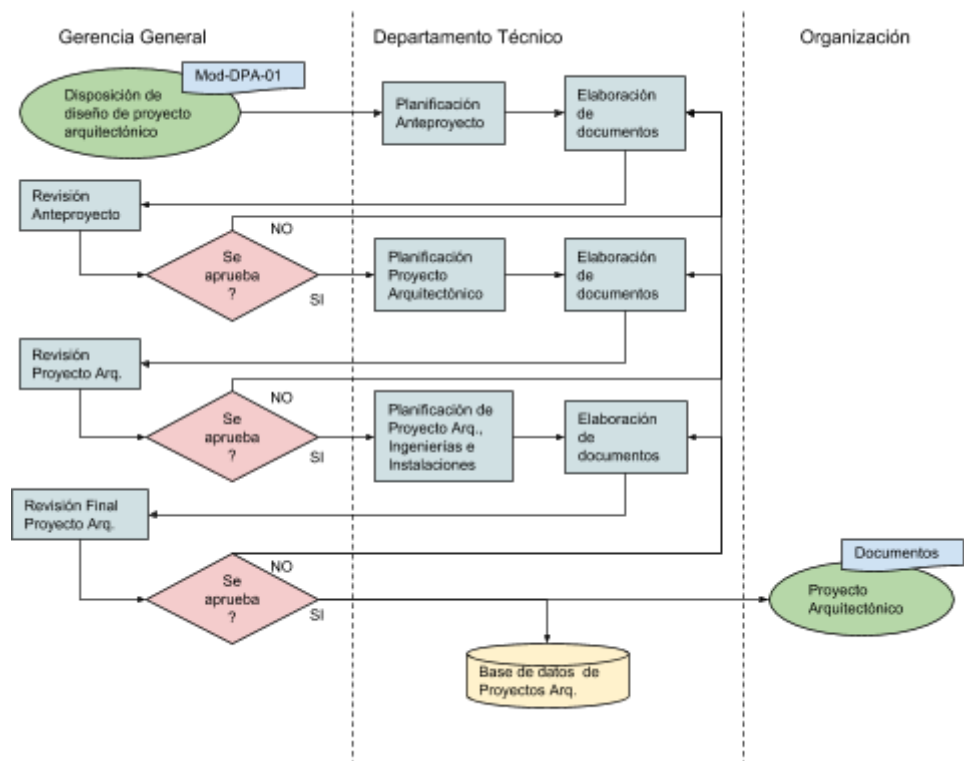 Gerencia General
Departamento Técnico
Organización
Mod-DPA-01
Disposición de
diseño de proyecto
arquitectónico
Planificación
Anteproyecto
Elaboración
de
documentos
Revisión
Anteproyecto
NO
Se
aprueba
?
SI
Planificación
Proyecto
Arquitectónico
Elaboración
de
documentos
Revisión
Proyecto Arq.
NO
Se
aprueba
?
SI
Planificación de
Proyecto Arq.,
Ingenierías e
Instalaciones
Elaboración
de
documentos
Revisión Final
Proyecto Arq.
NO
Se
aprueba
?
SI
Documentos
Proyecto
Arquitectónico
Base de datos de
Proyectos Arq.